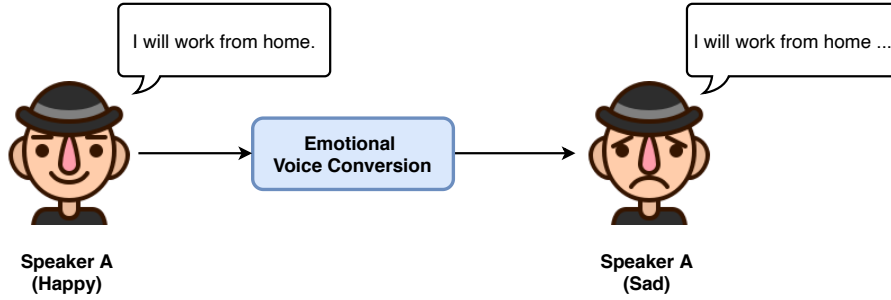 I will work from home.
I will work from home ...
Emotional
Voice Conversion
Speaker A
(Happy)
Speaker A
(Sad)